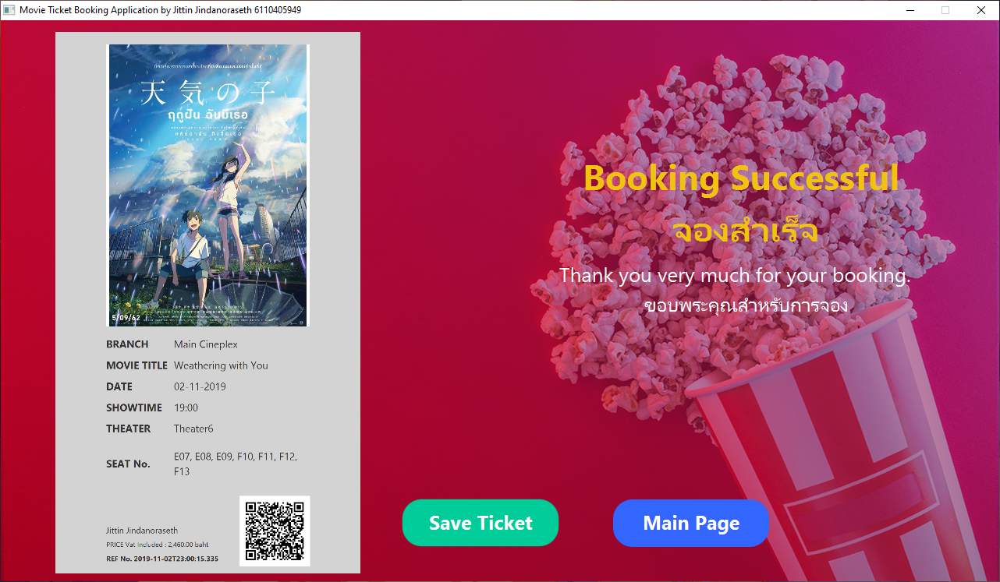 Movie Ticket Booking Application by Jittin Jindanoraseth 6110405949
天気の子
ฤดูฝัน ฉันมีเธอ
5/09/62
BRANCH Main Cineplex
MOVIE TITLE Weathering with You
DATE 02-11-2019
SHOWTIME 19:00
THEATER Theater6
SEAT No. E07, E08, E09, F10, F11, F12,
F13
Jittin Jindanoraseth
PRICE Vat Included : 2,460.00 baht
REF No. 2019-11-02T23:00:15.335
Booking Successful
จองสำเร็จ
Thank you very much for your booking.
ขอบพระคุณสำหรับการจอง
Save Ticket
Main Page